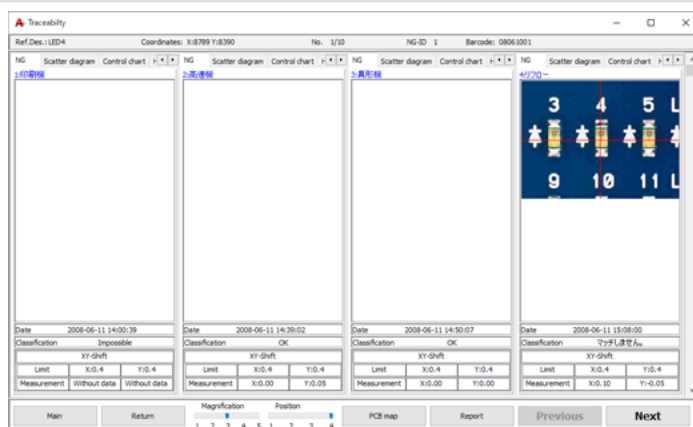 Traceabilty
Ref.Des.: LED4 Coordinates: X:8789 Y:8390 No. 1/10 NG-ID 1 Barcode: 08061001
NG Scatter diagram Control chart NG Scatter diagram Control chart NG Scatter diagram Control chart NG Scatter diagram Control chart
1:印刷機 2:高速機 3:異形機 4:リフロー
3 4 5 L
9 10 11 L
Date 2008-06-11 14:00:39 Date 2008-06-11 14:39:02 Date 2008-06-11 14:50:07 Date 2008-06-11 15:08:00
Classification Impossible Classification OK Classification OK Classification マッチしません。
XY-Shift XY-Shift XY-Shift XY-Shift
Limit X:0.4 Y:0.4 Limit X:0.4 Y:0.4 Limit X:0.4 Y:0.4 Limit X:0.4 Y:0.4
Measurement Without data Without data Measurement X:0.00 Y:0.05 Measurement X:0.00 Y:0.00 Measurement X:0.10 Y:-0.05
Main Return Magnification Position PCB map Report Previous Next
1 2 3 4 5 1 2 3 4